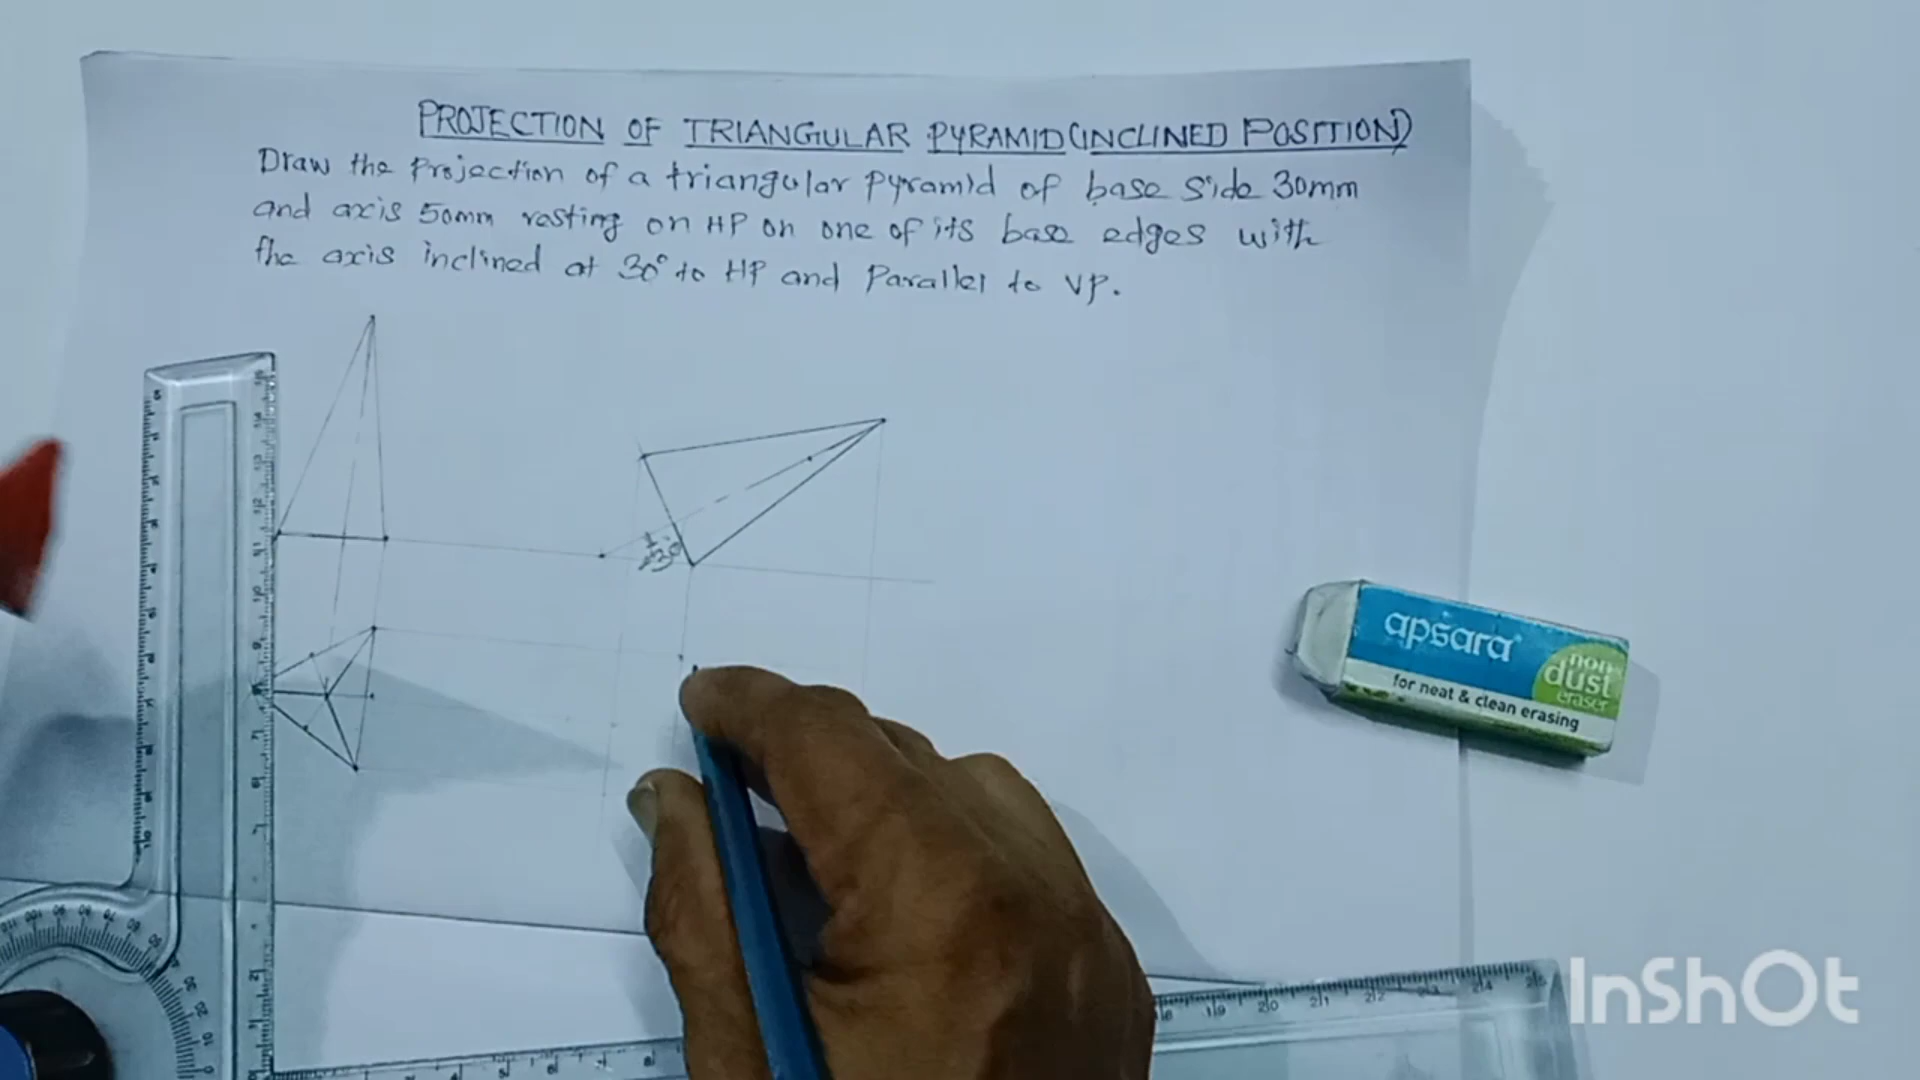 PROJECTION OF TRIANGULAR PYRAMID (INCLINED POSITION)
Draw the Projection of a triangular pyramid of base side 30mm
and axis 50mm resting on HP on one of its base edges with
the axis inclined at 30° to HP and Parallel to VP.
30°
apsara
non
dust
eraser
for neat & clean erasing
InShOt